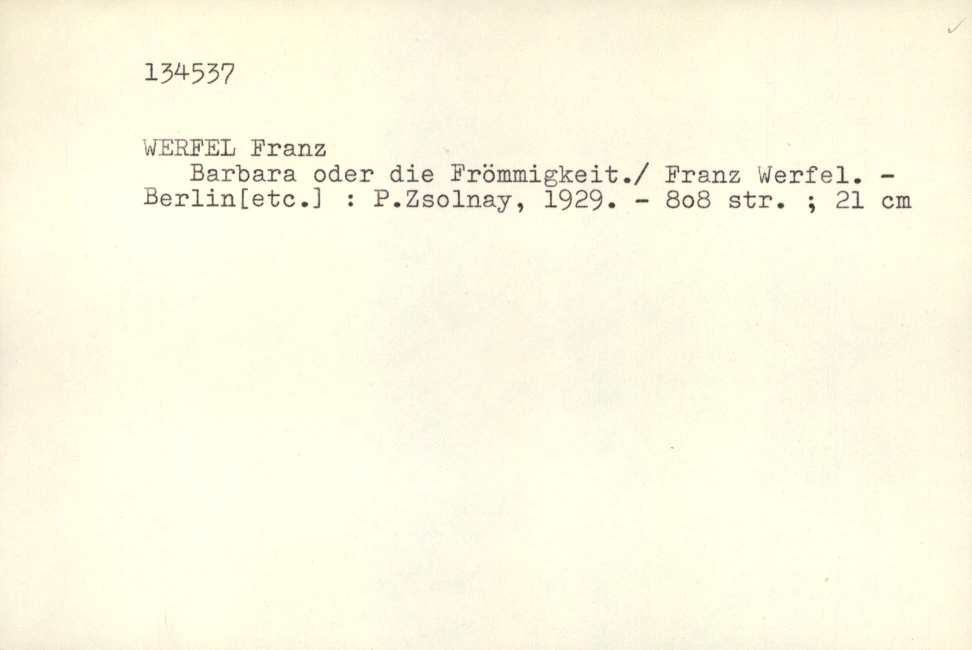 134537
WERFEL Franz
Barbara oder die Frömmigkeit./ Franz Werfel. -
Berlin[etc.] : P.Zsolnay, 1929. - 8o8 str. ; 21 cm